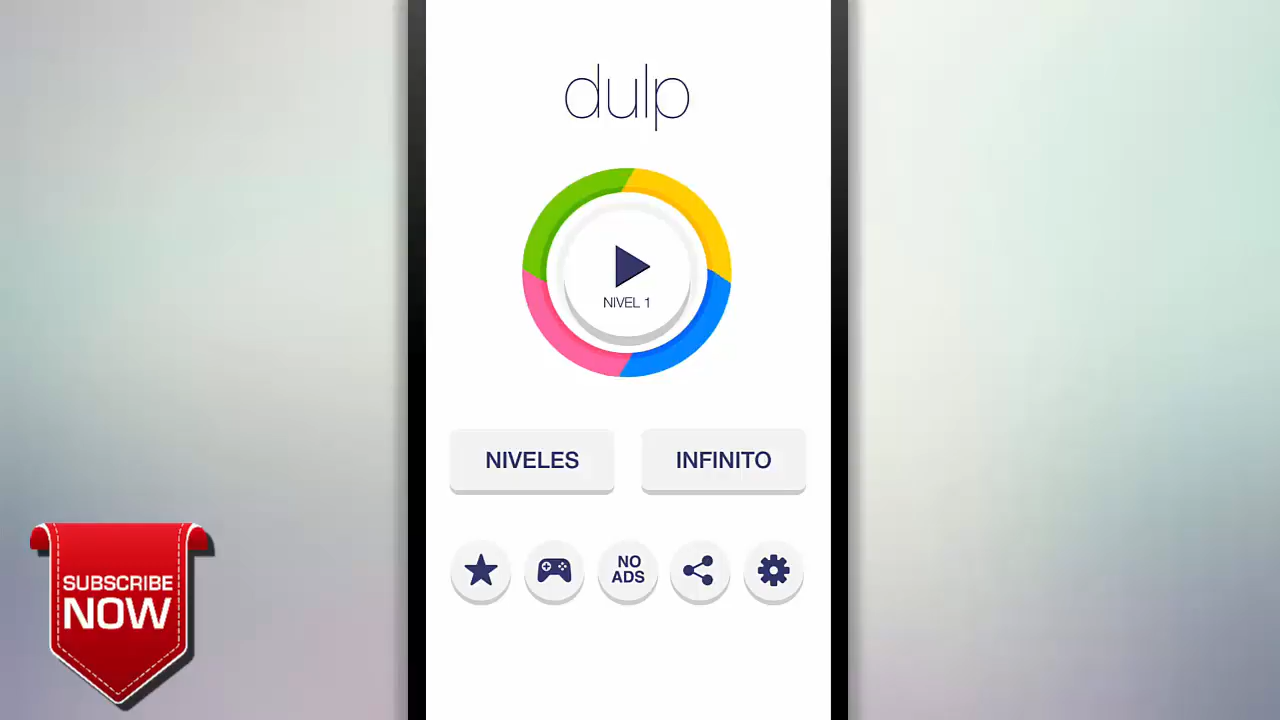 dulp
NIVEL 1
NIVELES
INFINITO
NO
ADS
SUBSCRIBE
NOW